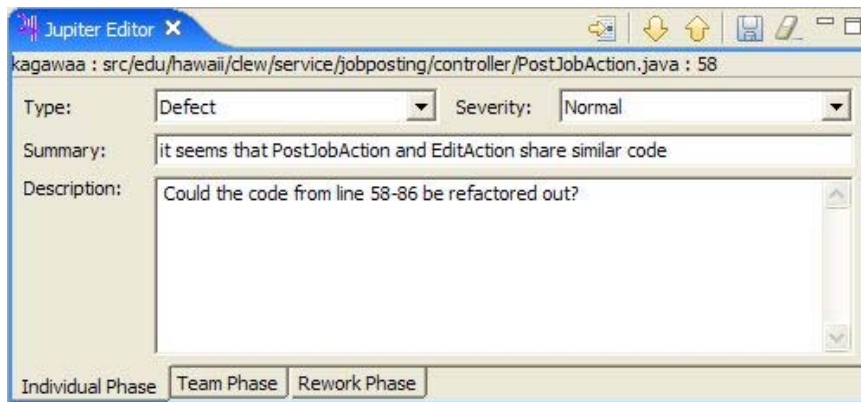 Jupiter Editor
kagawaa : src/edu/hawaii/clew/service/jobposting/controller/PostJobAction.java : 58
Type: Defect Severity: Normal
Summary: it seems that PostJobAction and EditAction share similar code
Description: Could the code from line 58-86 be refactored out?
Individual Phase Team Phase Rework Phase